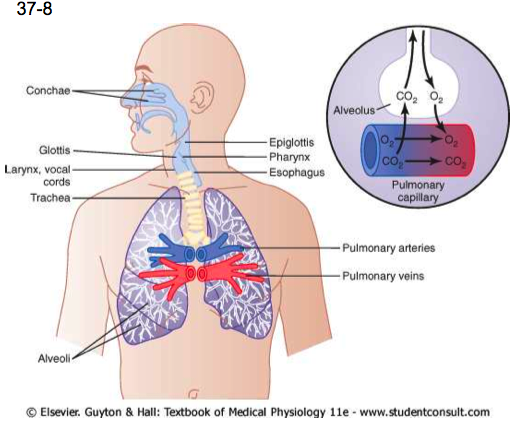 37-8
Conchae
Glottis
Larynx, vocal
cords
Trachea
Alveoli
Epiglottis
Pharynx
Esophagus
Pulmonary arteries
Pulmonary veins
CO2
O2
Alveolus
O2
O2
CO2
CO2
Pulmonary
capillary
© Elsevier. Guyton & Hall: Textbook of Medical Physiology 11e - www.studentconsult.com